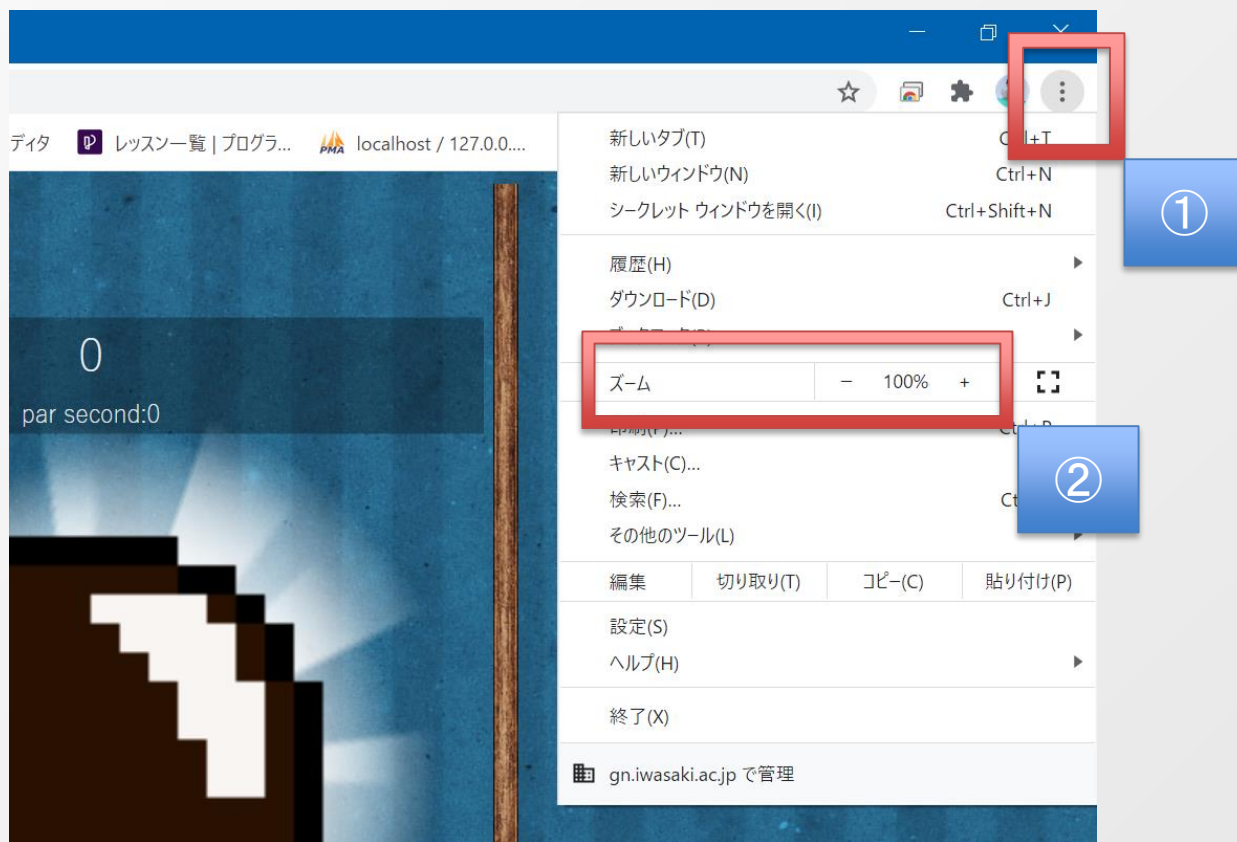 ディタ レッスン一覧 | プログラ... PMA localhost / 127.0.0....
新しいタブ(T) Ctrl+T
①
新しいウィンドウ(N) Ctrl+N
シークレット ウィンドウを開く(I) Ctrl+Shift+N
履歴(H)
ダウンロード(D) Ctrl+J
0
ズーム - 100% +
par second:0
印刷(P)...
②
キャスト(C)...
検索(F)...
その他のツール(L)
編集 切り取り(T) コピー(C) 貼り付け(P)
設定(S)
ヘルプ(H)
終了(X)
gn.iwasaki.ac.jp で管理